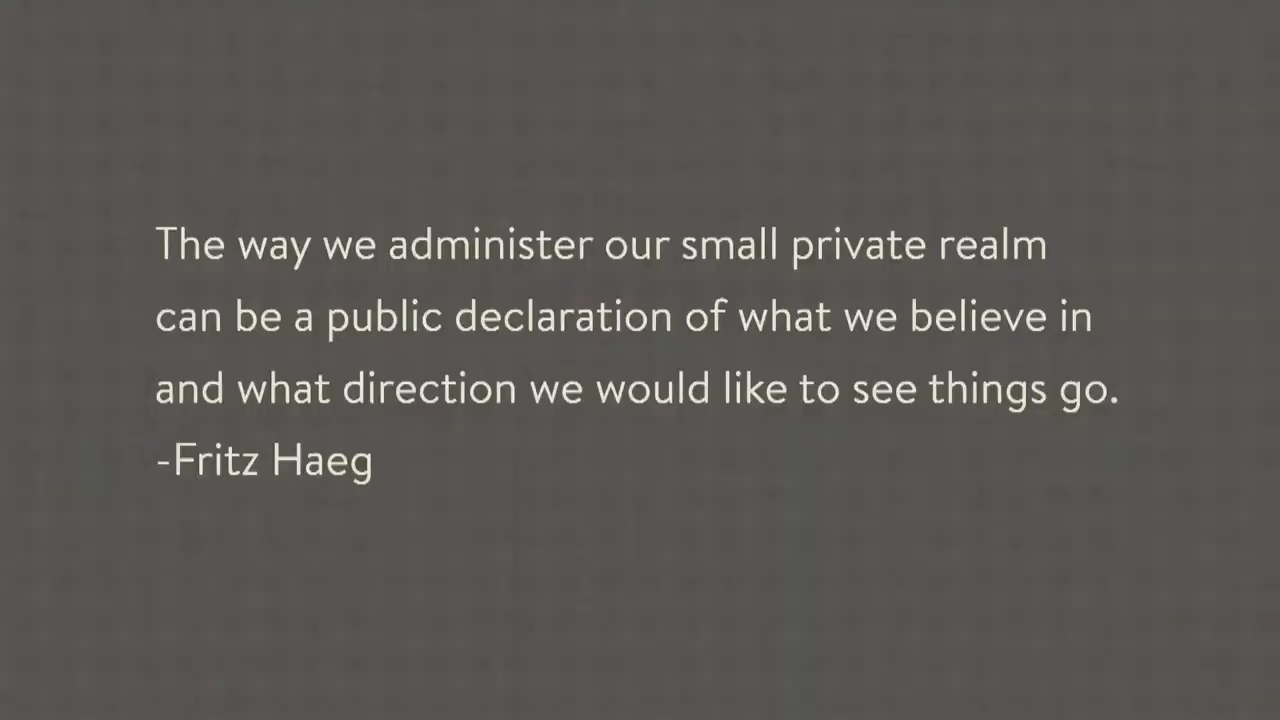 The way we administer our small private realm
can be a public declaration of what we believe in
and what direction we would like to see things go.
-Fritz Haeg